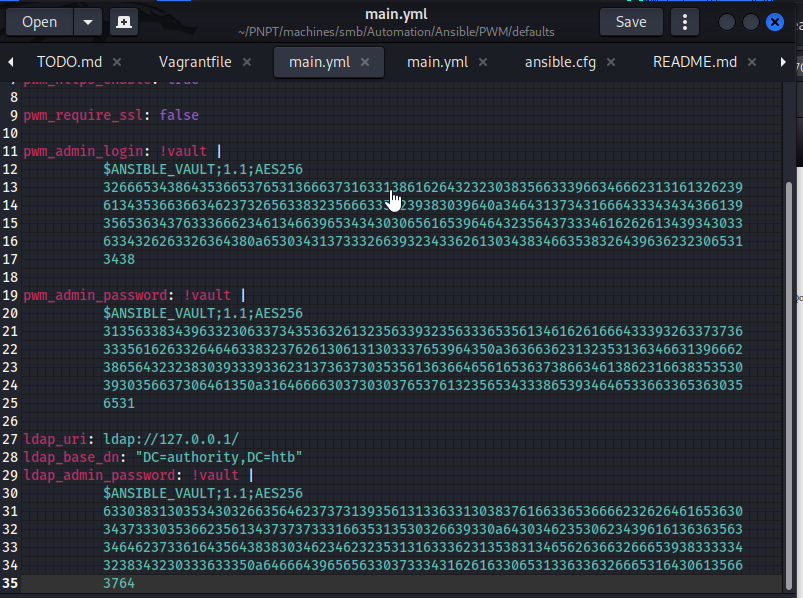 Open
Save
main.yml
~/PNPT/machines/smb/Automation/Ansible/PWM/defaults
TODO.md
Vagrantfile
main.yml
main.yml
ansible.cfg
README.md
7 pwm_https_enable: true
8
9 pwm_require_ssl: false
10
11 pwm_admin_login: !vault |
12 $ANSIBLE_VAULT;1.1;AES256
13 32666534386435366537653136663731633138616264323230383566333966346662313161326239
14 6134353563663462373265633832356663356239383039640a346431373431666433343434366139
15 35653634376333666234613466396534343030656165396464323564373334616262613439343033
16 6334326263326364380a653034313733326639323433626130343834663538326439636232306531
17 3438
18
19 pwm_admin_password: !vault |
20 $ANSIBLE_VAULT;1.1;AES256
21 31356338343963323063373435363261323563393235633365356134616261666433393263373736
22 3335616263326464633832376261306131303337653964350a363663623132353136346631396662
23 38656432323830393339336231373637303535613636646561653637386634613862316638353530
24 3930356637306461350a316466663037303037653761323565343338653934646533663365363035
25 6531
26
27 ldap_uri: ldap://127.0.0.1/
28 ldap_base_dn: "DC=authority,DC=htb"
29 ldap_admin_password: !vault |
30 $ANSIBLE_VAULT;1.1;AES256
31 63303831303534303266356462373731393561313363313038376166336536666232626461653630
32 3437333035366235613437373733316635313530326639330a643034623530623439616136363563
33 34646237336164356438383034623462323531316333623135383134656263663266653938333334
34 3238343230333633350a646664396565633037333431626163306531336336326665316430613566
35 3764